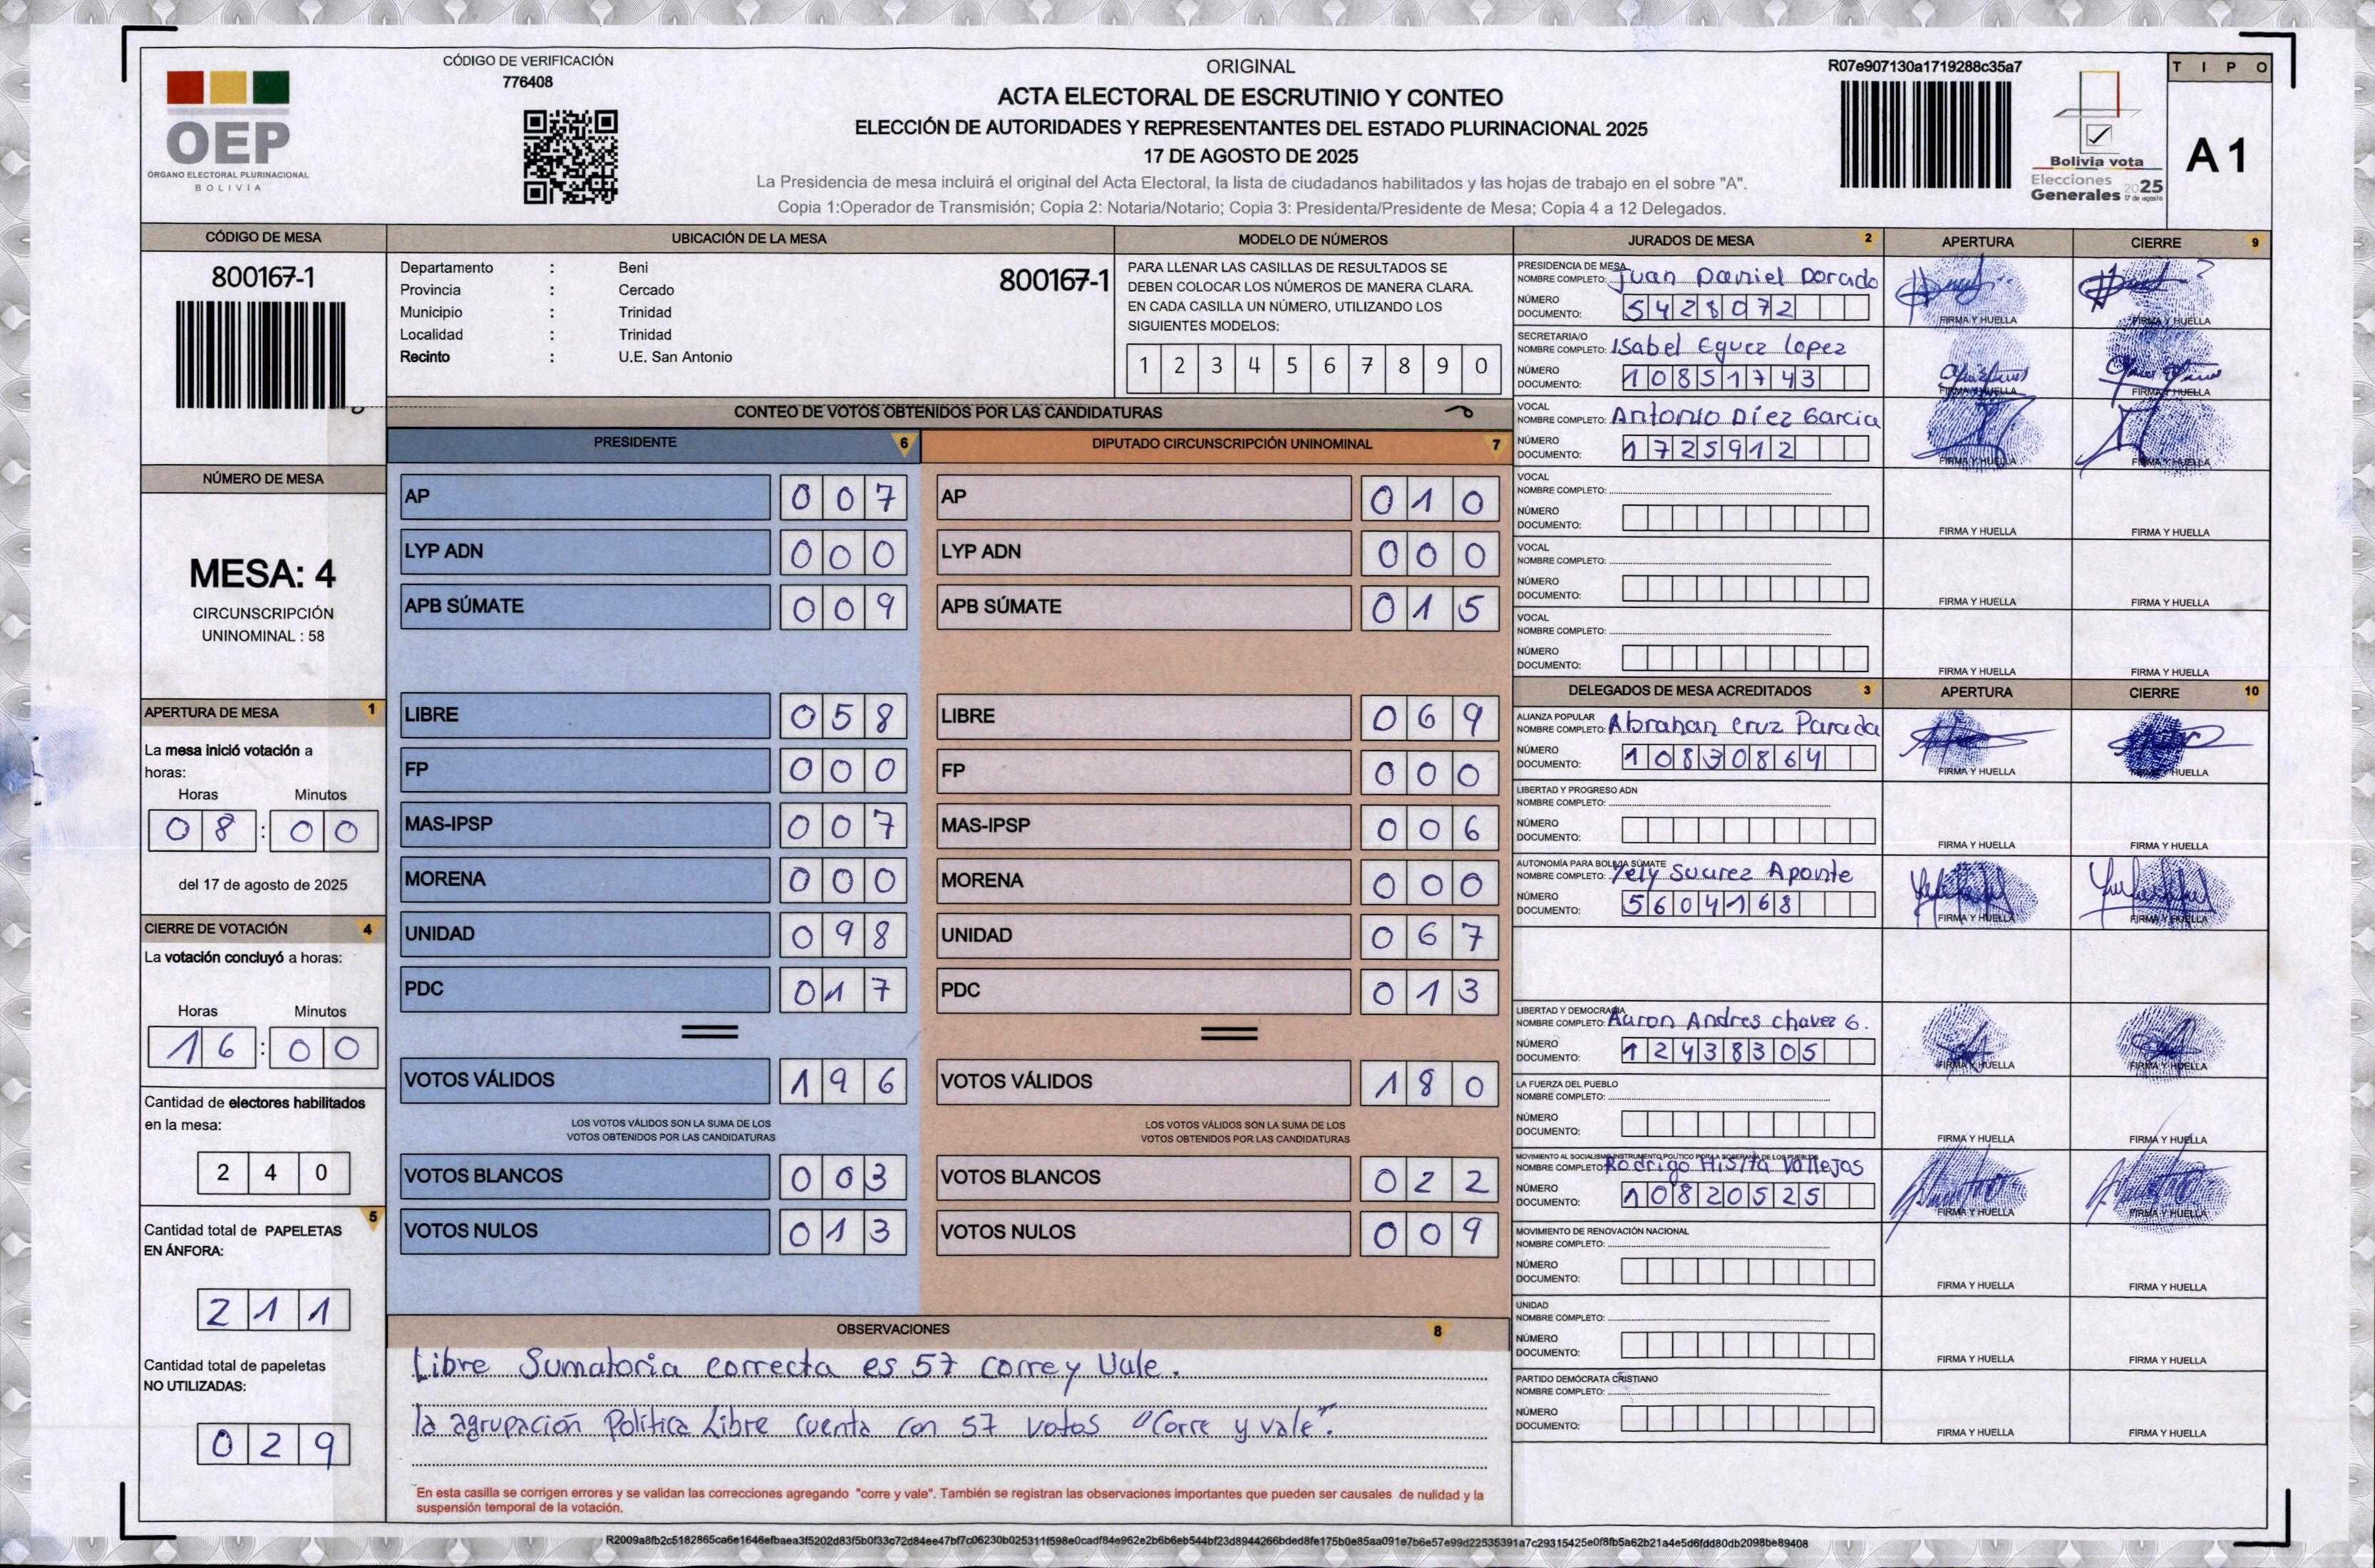 CÓDIGO DE VERIFICACIÓN
776408
OEP
ÓRGANO ELECTORAL PLURINACIONAL
BOLIVIA
ORIGINAL
ACTA ELECTORAL DE ESCRUTINIO Y CONTEO
ELECCIÓN DE AUTORIDADES Y REPRESENTANTES DEL ESTADO PLURINACIONAL 2025
17 DE AGOSTO DE 2025
La Presidencia de mesa incluirá el original del Acta Electoral, la lista de ciudadanos habilitados y las hojas de trabajo en el sobre "A".
Copia 1:Operador de Transmisión; Copia 2: Notaria/Notario; Copia 3: Presidenta/Presidente de Mesa; Copia 4 a 12 Delegados.
R07e907130a1719288c35a7
Bolivia vota
Elecciones
Generales 2025
17 de agosto
TIPO
A1
CÓDIGO DE MESA
800167-1
NÚMERO DE MESA
MESA: 4
CIRCUNSCRIPCIÓN
UNINOMINAL : 58
APERTURA DE MESA 1
La mesa inició votación a
horas:
Horas Minutos
08 : 00
del 17 de agosto de 2025
CIERRE DE VOTACIÓN 4
La votación concluyó a horas:
Horas Minutos
16 : 00
Cantidad de electores habilitados
en la mesa:
240
5
Cantidad total de PAPELETAS
EN ÁNFORA:
211
Cantidad total de papeletas
NO UTILIZADAS:
029
UBICACIÓN DE LA MESA
Departamento : Beni
Provincia : Cercado
Municipio : Trinidad
Localidad : Trinidad
Recinto : U.E. San Antonio
800167-1
MODELO DE NÚMEROS
PARA LLENAR LAS CASILLAS DE RESULTADOS SE
DEBEN COLOCAR LOS NÚMEROS DE MANERA CLARA.
EN CADA CASILLA UN NÚMERO, UTILIZANDO LOS
SIGUIENTES MODELOS:
1 2 3 4 5 6 7 8 9 0
CONTEO DE VOTOS OBTENIDOS POR LAS CANDIDATURAS
PRESIDENTE 6
AP 007
LYP ADN 000
APB SÚMATE 009
LIBRE 058
FP 000
MAS-IPSP 007
MORENA 000
UNIDAD 098
PDC 017
VOTOS VÁLIDOS 196
LOS VOTOS VÁLIDOS SON LA SUMA DE LOS
VOTOS OBTENIDOS POR LAS CANDIDATURAS
VOTOS BLANCOS 003
VOTOS NULOS 013
DIPUTADO CIRCUNSCRIPCIÓN UNINOMINAL 7
AP 010
LYP ADN 000
APB SÚMATE 015
LIBRE 069
FP 000
MAS-IPSP 006
MORENA 000
UNIDAD 067
PDC 013
VOTOS VÁLIDOS 180
LOS VOTOS VÁLIDOS SON LA SUMA DE LOS
VOTOS OBTENIDOS POR LAS CANDIDATURAS
VOTOS BLANCOS 022
VOTOS NULOS 009
OBSERVACIONES 8
Libre Sumatoria correcta es 57 corre y Vale.
la agrupación Política Libre cuenta con 57 votos "Corre y vale".
En esta casilla se corrigen errores y se validan las correcciones agregando "corre y vale". También se registran las observaciones importantes que pueden ser causales de nulidad y la
suspensión temporal de la votación.
JURADOS DE MESA 2 APERTURA CIERRE 9
PRESIDENCIA DE MESA
NOMBRE COMPLETO: Juan Daniel Dorado
NÚMERO
DOCUMENTO: 5428072
FIRMA Y HUELLA FIRMA Y HUELLA
SECRETARIA/O
NOMBRE COMPLETO: Isabel Eguez Lopez
NÚMERO
DOCUMENTO: 10851743
FIRMA Y HUELLA FIRMA Y HUELLA
VOCAL
NOMBRE COMPLETO: Antonio Díez Garcia
NÚMERO
DOCUMENTO: 1725912
FIRMA Y HUELLA FIRMA Y HUELLA
VOCAL
NOMBRE COMPLETO:
NÚMERO
DOCUMENTO:
FIRMA Y HUELLA FIRMA Y HUELLA
VOCAL
NOMBRE COMPLETO:
NÚMERO
DOCUMENTO:
FIRMA Y HUELLA FIRMA Y HUELLA
VOCAL
NOMBRE COMPLETO:
NÚMERO
DOCUMENTO:
FIRMA Y HUELLA FIRMA Y HUELLA
DELEGADOS DE MESA ACREDITADOS 3 APERTURA CIERRE 10
ALIANZA POPULAR
NOMBRE COMPLETO: Abrahan Cruz Parada
NÚMERO
DOCUMENTO: 10830864
FIRMA Y HUELLA FIRMA Y HUELLA
LIBERTAD Y PROGRESO ADN
NOMBRE COMPLETO:
NÚMERO
DOCUMENTO:
FIRMA Y HUELLA FIRMA Y HUELLA
AUTONOMÍA PARA BOLIVIA SÚMATE
NOMBRE COMPLETO: Yely Suarez Aponte
NÚMERO
DOCUMENTO: 5604168
FIRMA Y HUELLA FIRMA Y HUELLA
LIBERTAD Y DEMOCRACIA
NOMBRE COMPLETO: Aaron Andres chavez G.
NÚMERO
DOCUMENTO: 12438305
FIRMA Y HUELLA FIRMA Y HUELLA
LA FUERZA DEL PUEBLO
NOMBRE COMPLETO:
NÚMERO
DOCUMENTO:
FIRMA Y HUELLA FIRMA Y HUELLA
MOVIMIENTO AL SOCIALISMO INSTRUMENTO POLÍTICO POR LA SOBERANÍA DE LOS PUEBLOS
NOMBRE COMPLETO: Rodrigo Vallejos
NÚMERO
DOCUMENTO: 10820525
FIRMA Y HUELLA FIRMA Y HUELLA
MOVIMIENTO DE RENOVACIÓN NACIONAL
NOMBRE COMPLETO:
NÚMERO
DOCUMENTO:
FIRMA Y HUELLA FIRMA Y HUELLA
UNIDAD
NOMBRE COMPLETO:
NÚMERO
DOCUMENTO:
FIRMA Y HUELLA FIRMA Y HUELLA
PARTIDO DEMÓCRATA CRISTIANO
NOMBRE COMPLETO:
NÚMERO
DOCUMENTO:
FIRMA Y HUELLA FIRMA Y HUELLA